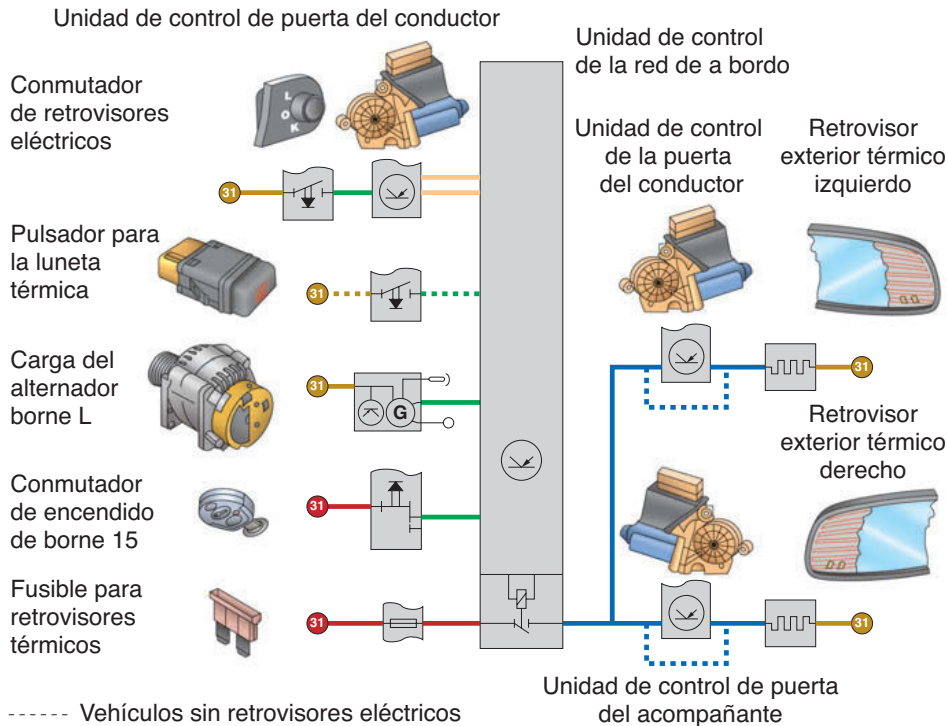 Unidad de control de puerta del conductor
Conmutador
de retrovisores
eléctricos
L
O
K
31
Pulsador para
la luneta
térmica
31
Carga del
alternador
borne L
31
G
Conmutador
de encendido
de borne 15
31
Fusible para
retrovisores
térmicos
31
Unidad de control
de la red de a bordo
Unidad de control
de la puerta
del conductor
Retrovisor
exterior térmico
izquierdo
31
Retrovisor
exterior térmico
derecho
31
Unidad de control de puerta
del acompañante
------ Vehículos sin retrovisores eléctricos